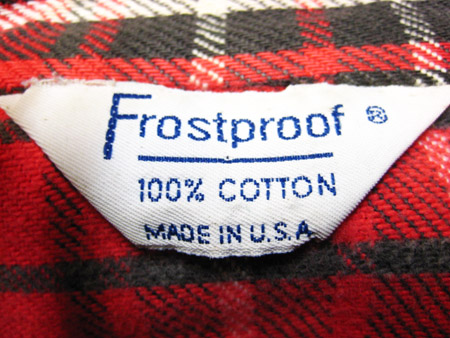 Frostproof ®
100% COTTON
MADE IN U.S.A.